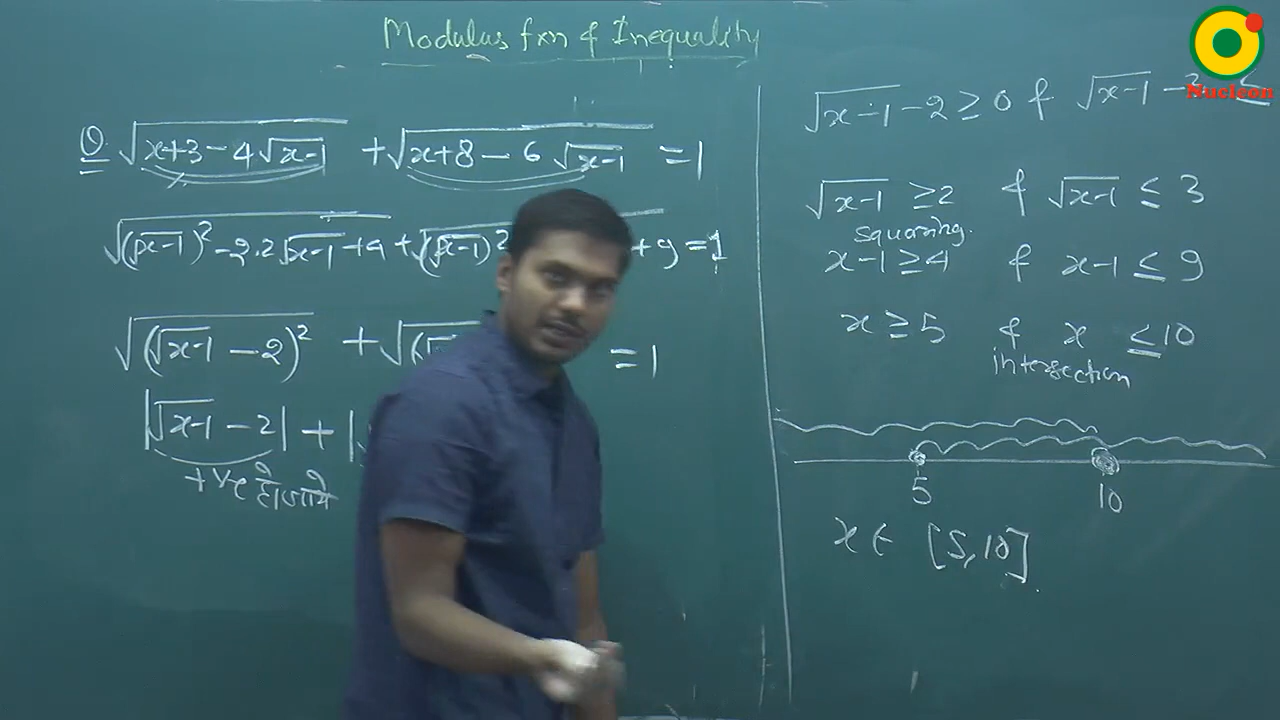 Modulus fxn & Inequality
Q √(x+3-4√(x-1)) + √(x+8-6√(x-1)) = 1
√((√(x-1))²-2.2√(x-1)+4 + √((√(x-1))² +9 = 1
√((√(x-1) -2)²) + √( = 1
|√(x-1) -2| + |
+ve हो जाये
√(x-1) -2 ≥ 0 & √(x-1) -3 ≤
√(x-1) ≥ 2 & √(x-1) ≤ 3
squaring.
x-1 ≥ 4 & x-1 ≤ 9
x ≥ 5 & x ≤ 10
intersection
5 10
x ∈ [5,10]
Nucleon